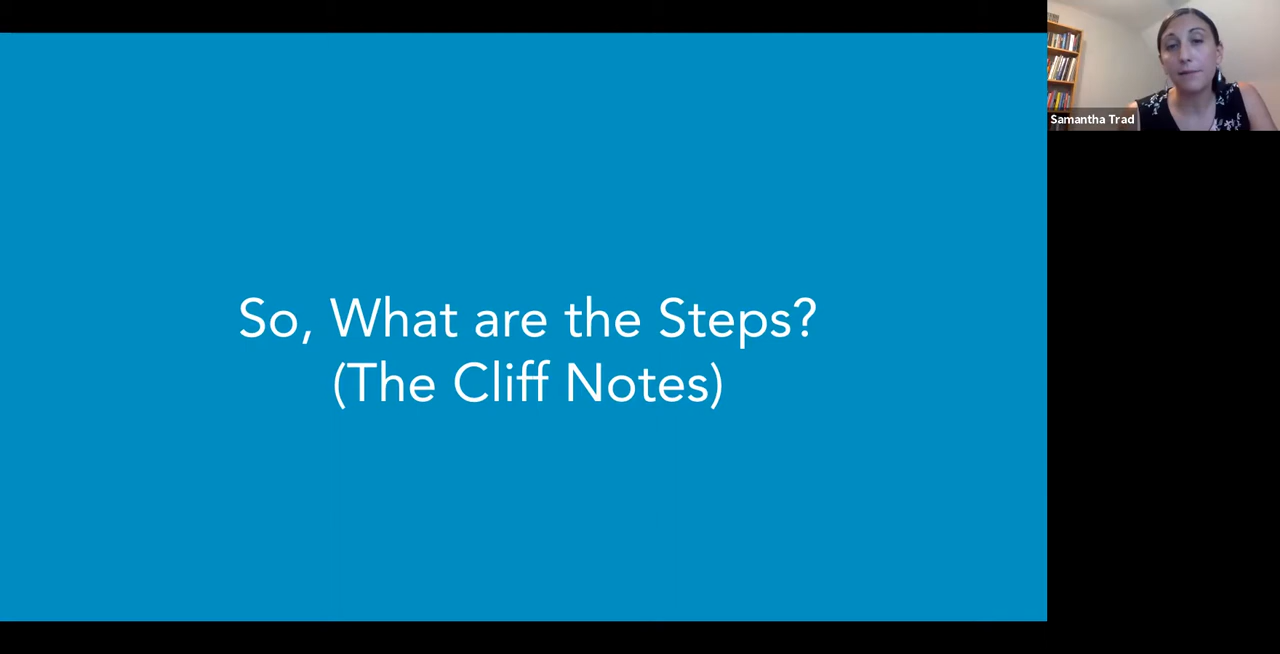 So, What are the Steps?
(The Cliff Notes)
Samantha Trad